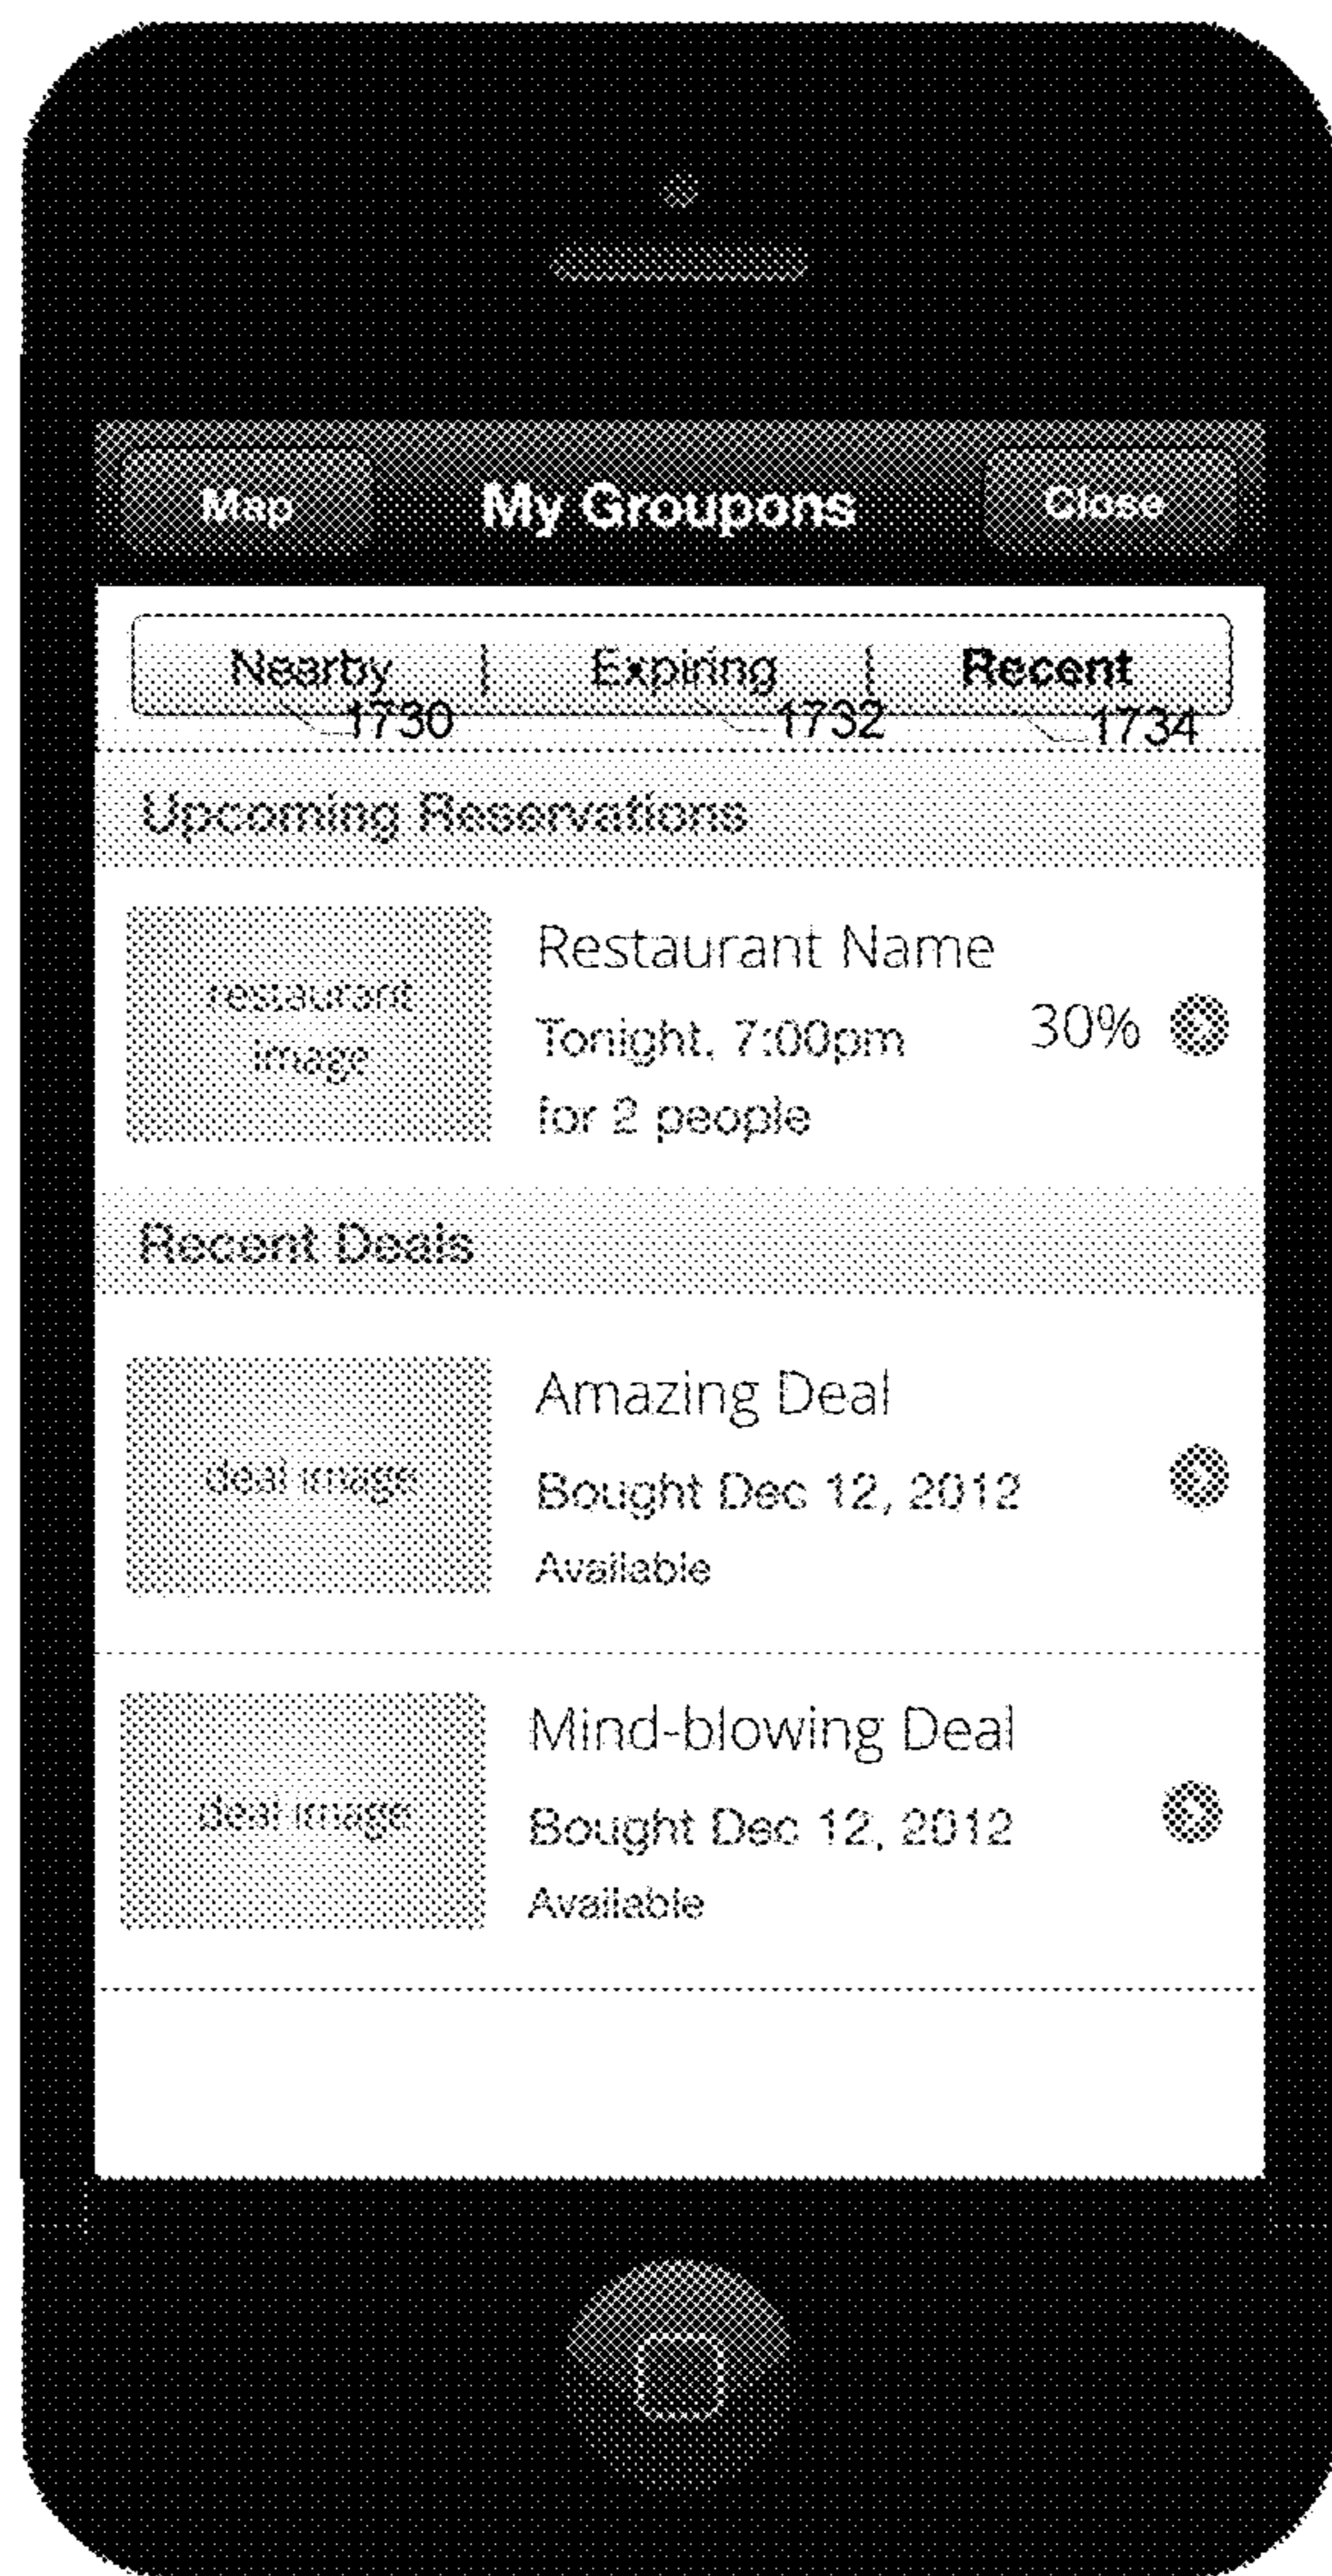 Map My Groupons Close
Nearby | Expiring | Recent
1730 1732 1734
Upcoming Reservations
restaurant
image
Restaurant Name
Tonight, 7:00pm
for 2 people
30%
Recent Deals
deal image
Amazing Deal
Bought Dec 12, 2012
Available
deal image
Mind-blowing Deal
Bought Dec 12, 2012
Available